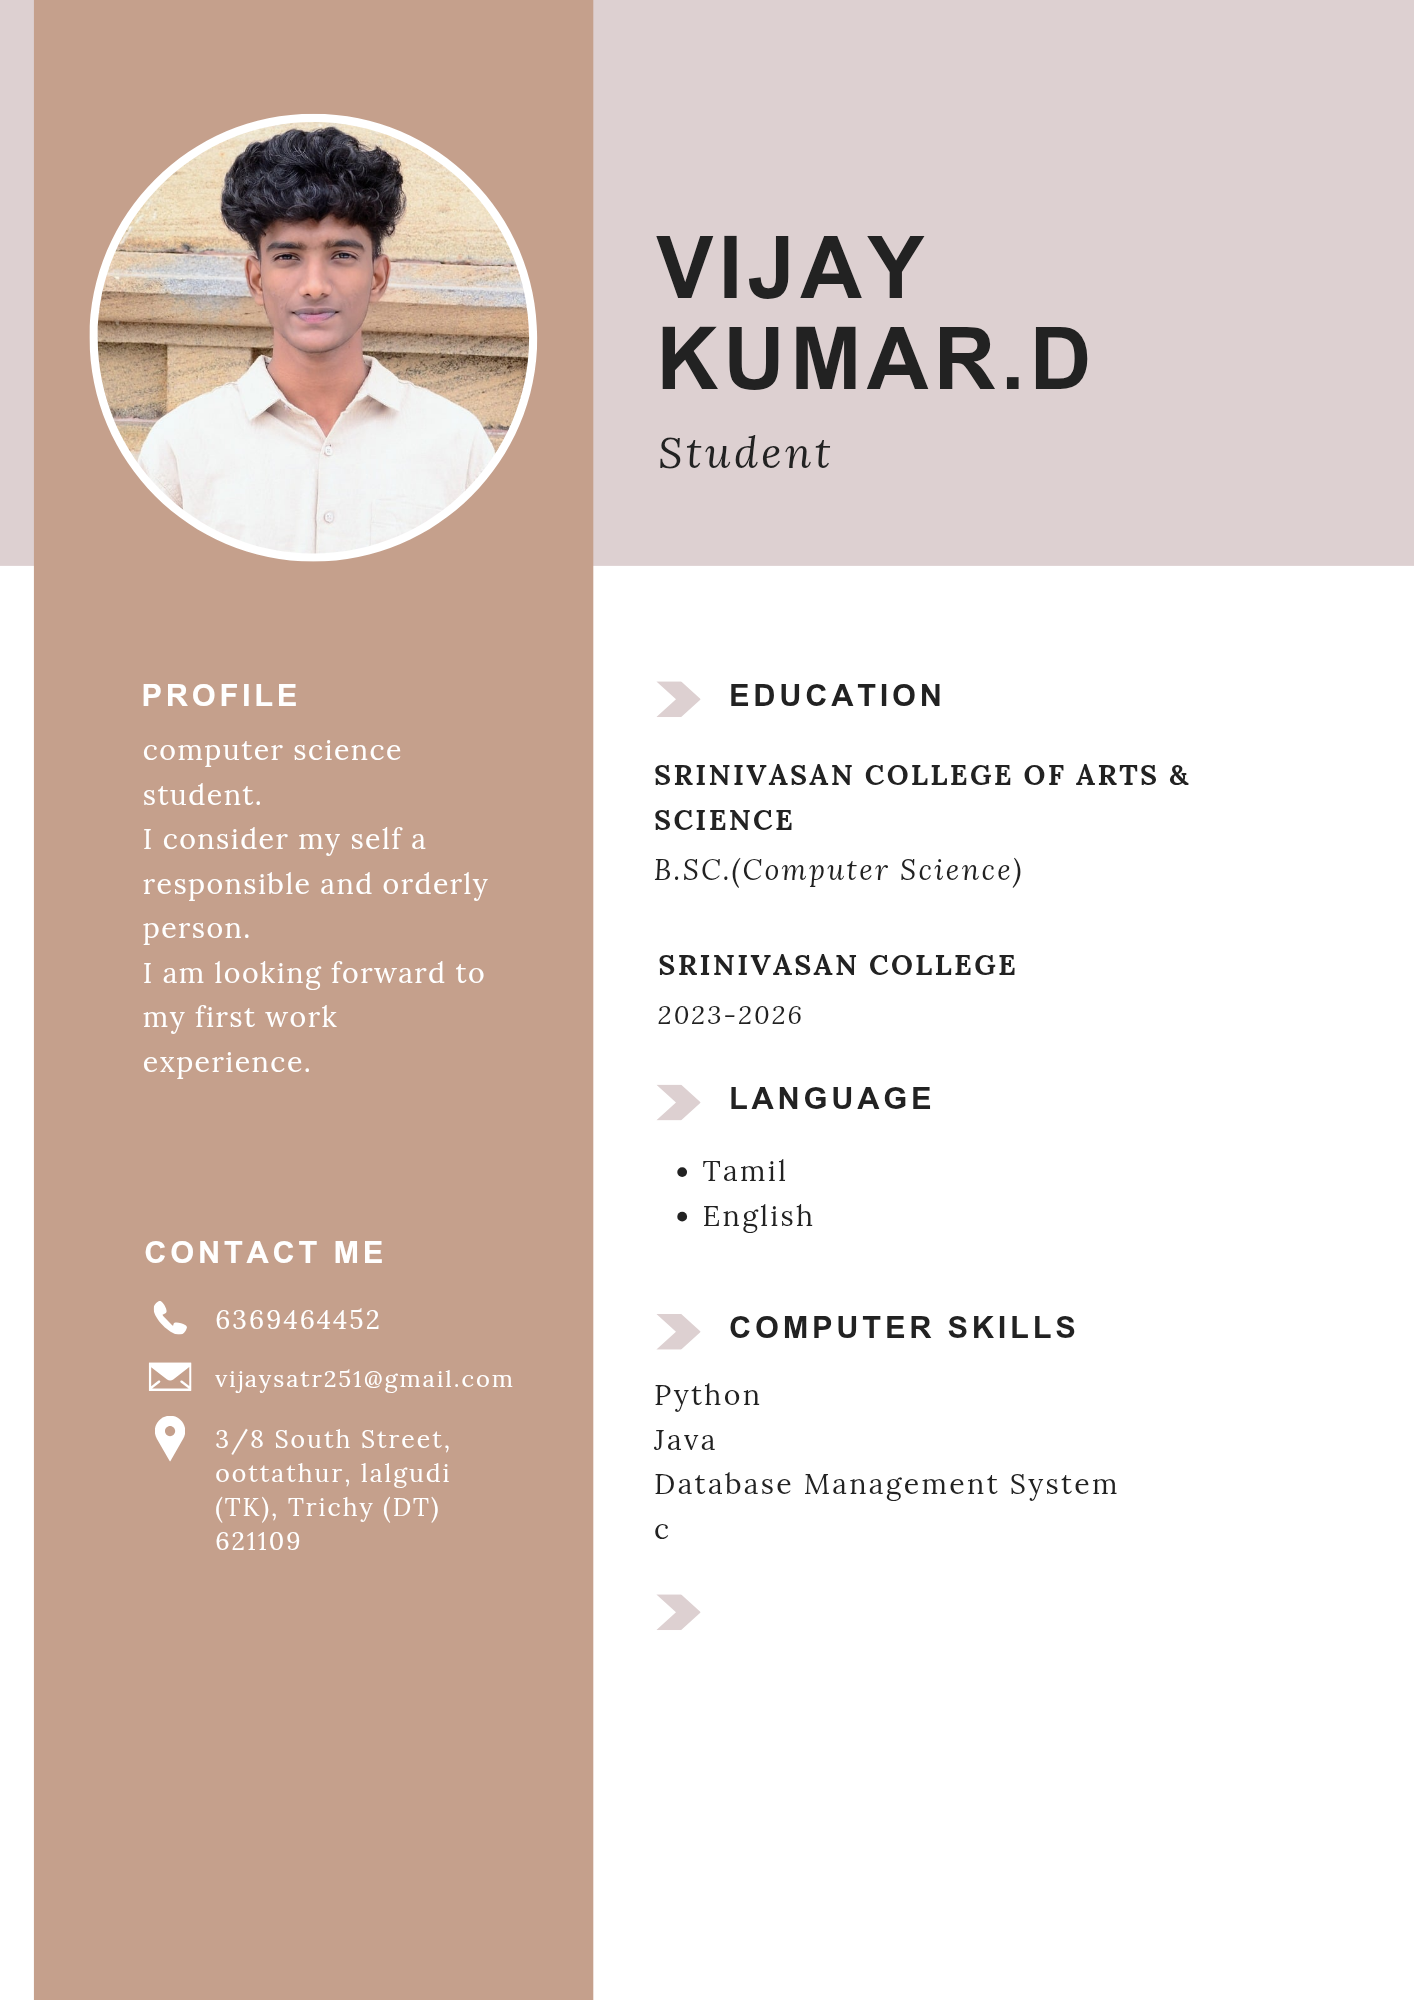 VIJAY
KUMAR.D
Student
PROFILE
computer science
student.
I consider my self a
responsible and orderly
person.
I am looking forward to
my first work
experience.
CONTACT ME
6369464452
vijaysatr251@gmail.com
3/8 South Street,
oottathur, lalgudi
(TK), Trichy (DT)
621109
EDUCATION
SRINIVASAN COLLEGE OF ARTS &
SCIENCE
B.SC.(Computer Science)
SRINIVASAN COLLEGE
2023-2026
LANGUAGE
• Tamil
• English
COMPUTER SKILLS
Python
Java
Database Management System
c